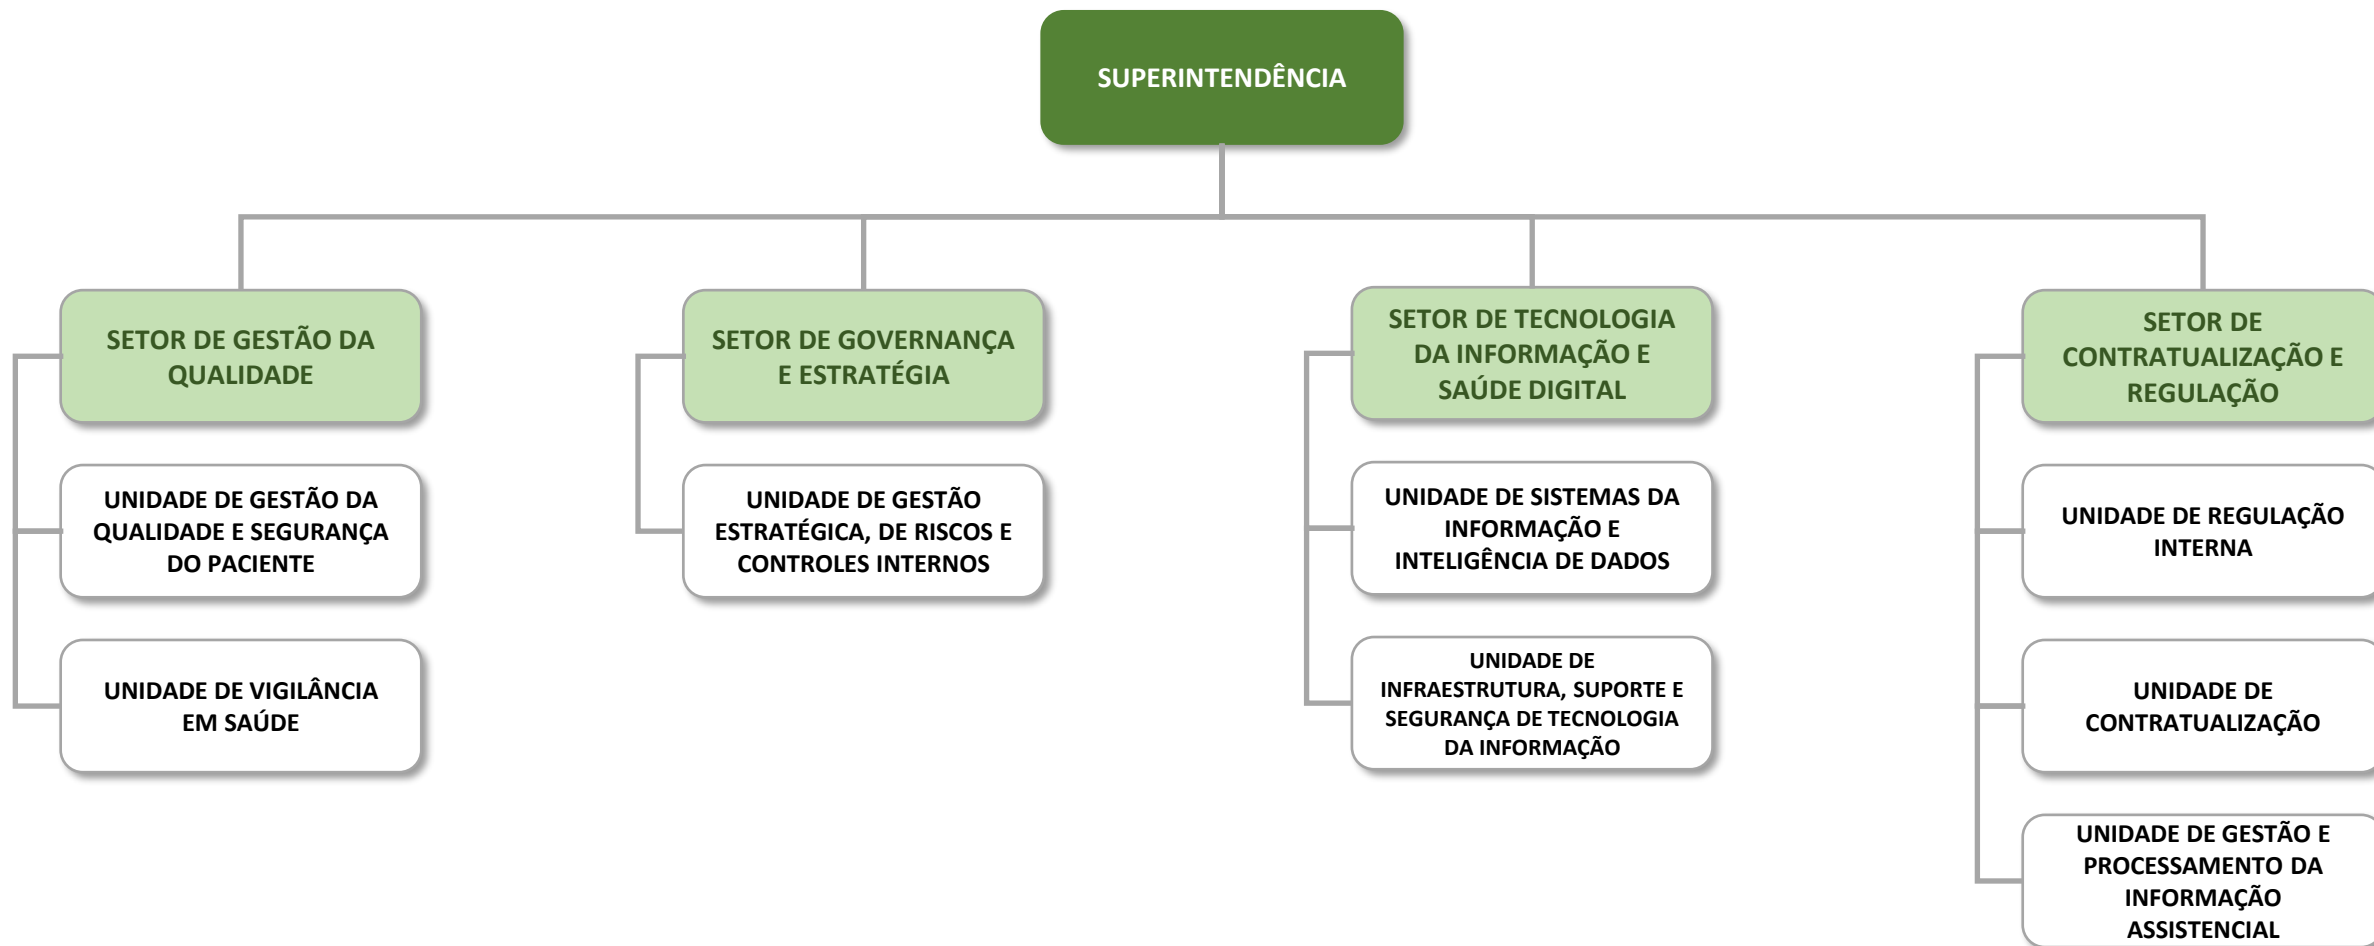 SUPERINTENDÊNCIA
SETOR DE GESTÃO DA
QUALIDADE
UNIDADE DE GESTÃO DA
QUALIDADE E SEGURANÇA
DO PACIENTE
UNIDADE DE VIGILÂNCIA
EM SAÚDE
SETOR DE GOVERNANÇA
E ESTRATÉGIA
UNIDADE DE GESTÃO
ESTRATÉGICA, DE RISCOS E
CONTROLES INTERNOS
SETOR DE TECNOLOGIA
DA INFORMAÇÃO E
SAÚDE DIGITAL
UNIDADE DE SISTEMAS DA
INFORMAÇÃO E
INTELIGÊNCIA DE DADOS
UNIDADE DE
INFRAESTRUTURA, SUPORTE E
SEGURANÇA DE TECNOLOGIA
DA INFORMAÇÃO
SETOR DE
CONTRATUALIZAÇÃO E
REGULAÇÃO
UNIDADE DE REGULAÇÃO
INTERNA
UNIDADE DE
CONTRATUALIZAÇÃO
UNIDADE DE GESTÃO E
PROCESSAMENTO DA
INFORMAÇÃO
ASSISTENCIAL